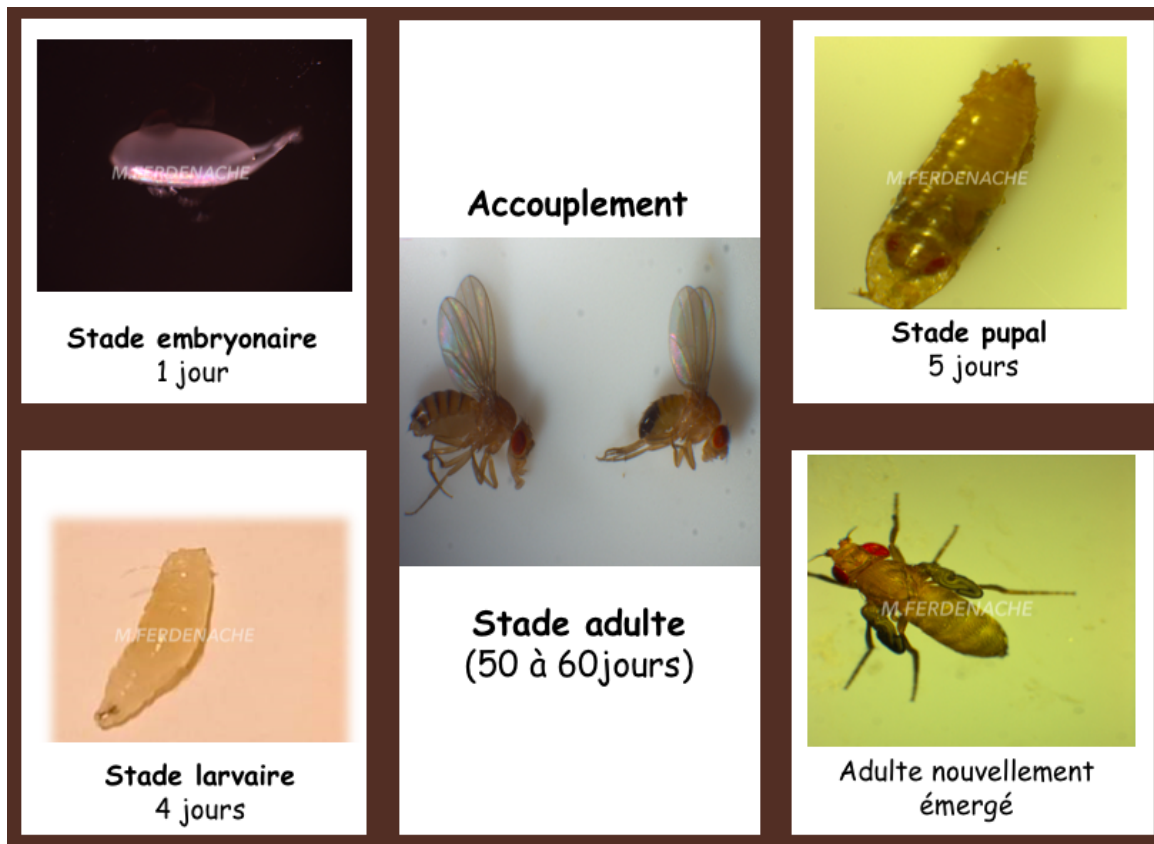 M.FERDENACHE
Stade embryonaire
1 jour
M.FERDENACHE
Stade larvaire
4 jours
Accouplement
Stade adulte
(50 à 60jours)
M.FERDENACHE
Stade pupal
5 jours
M.FERDENACHE
Adulte nouvellement
émergé